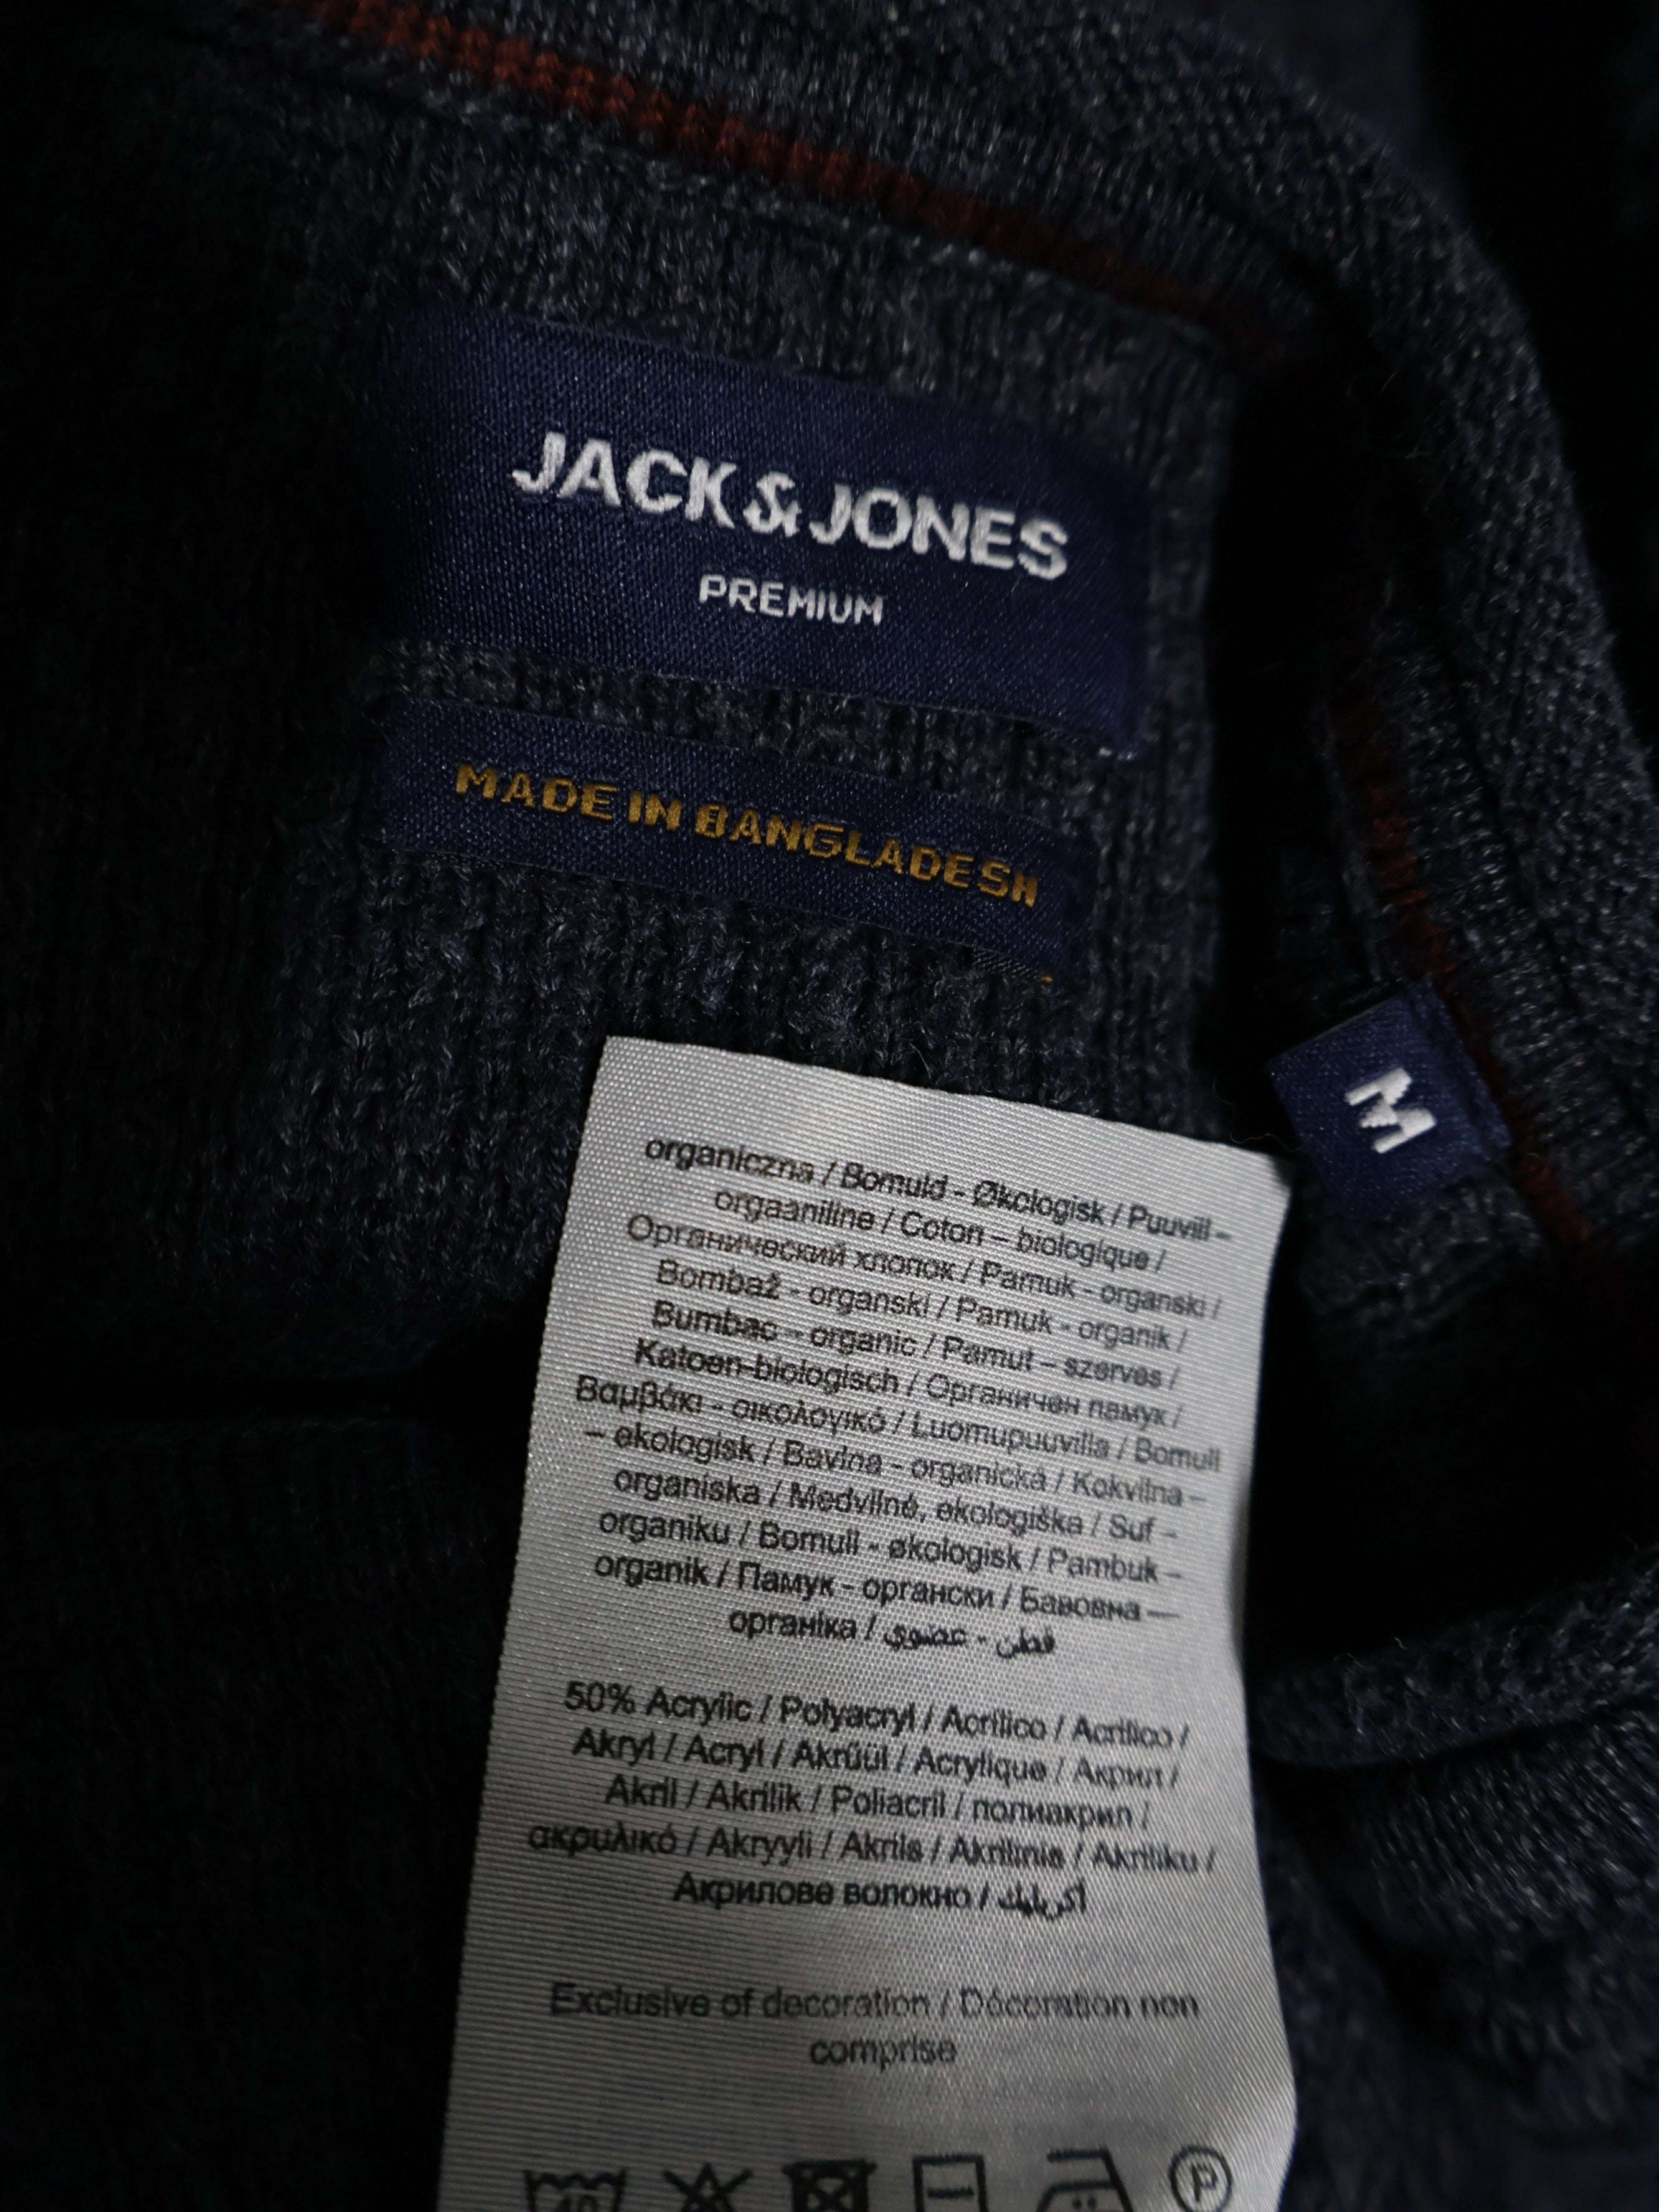 JACK & JONES
PREMIUM
MADE IN BANGLADESH
M
organiczna / Bomuld - Økologisk / Puuvill –
orgaaniline / Coton – biologique /
Органический хлопок / Pamuk - organski /
Bombaž - organski / Pamuk - organik /
Bumbac – organic / Pamut – szerves /
Katoen-biologisch / Органичен памук /
Βαμβάκι - οικολογικό / Luomupuuvilla / Bomull
– ekologisk / Bavlna - organická / Kokvilna –
organiska / Medvilnė, ekologiška / Suf –
organiku / Bomull - økologisk / Pambuk –
organik / Памук - органски / Бавовна —
органіка / قطن - عضوي
50% Acrylic / Polyacryl / Acrílico / Acrilico /
Akryl / Acryl / Akrüül / Acrylique / Акрил /
Akril / Akrilik / Poliacril / полиакрил /
ακρυλικό / Akryyli / Akrils / Akrilinis / Akriliku /
Акрилове волокно / أكريليك
Exclusive of decoration / Décoration non
comprise
40
P